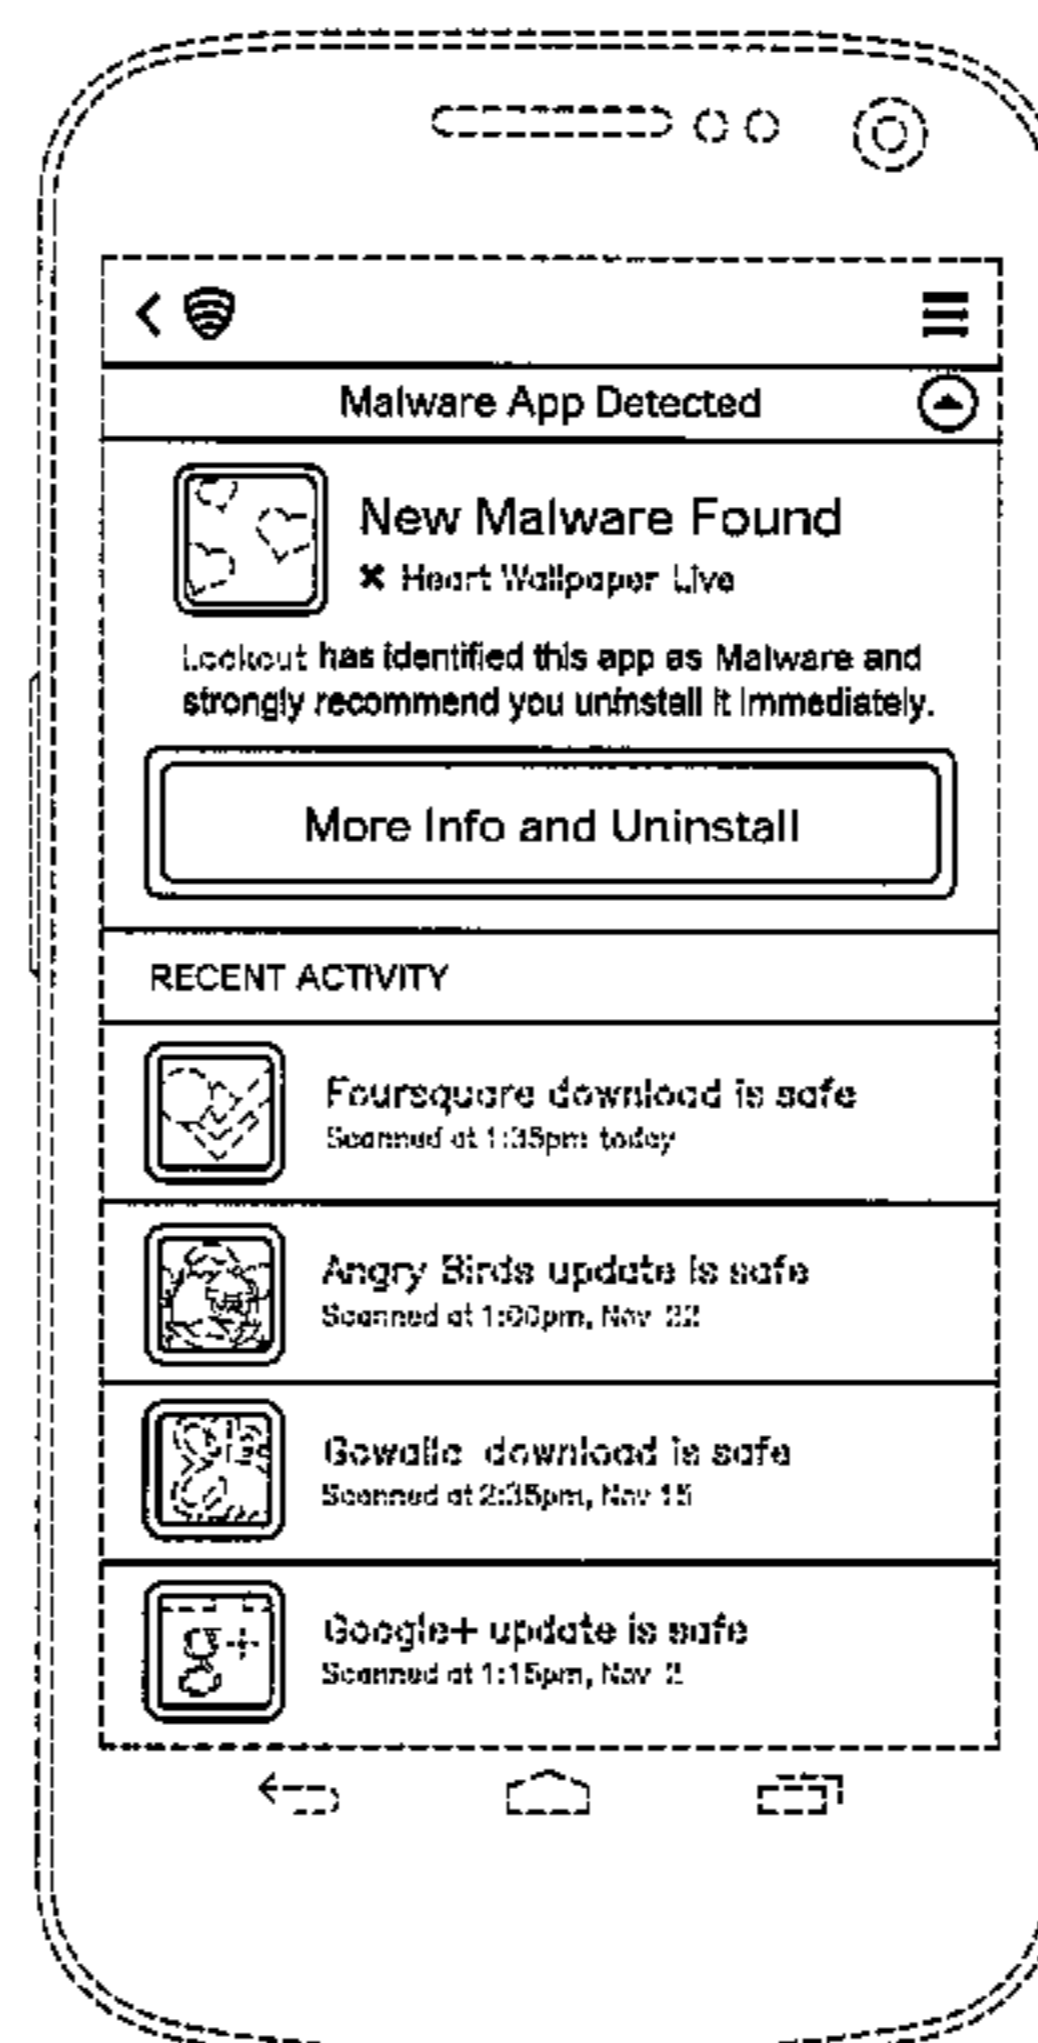 Malware App Detected
New Malware Found
✖ Heart Wallpaper Live
Lookout has identified this app as Malware and
strongly recommend you uninstall it immediately.
More Info and Uninstall
RECENT ACTIVITY
Foursquare download is safe
Scanned at 1:35pm today
Angry Birds update is safe
Scanned at 1:00pm, Nov 22
Gowalla download is safe
Scanned at 2:35pm, Nov 15
g+
Google+ update is safe
Scanned at 1:15pm, Nov 2